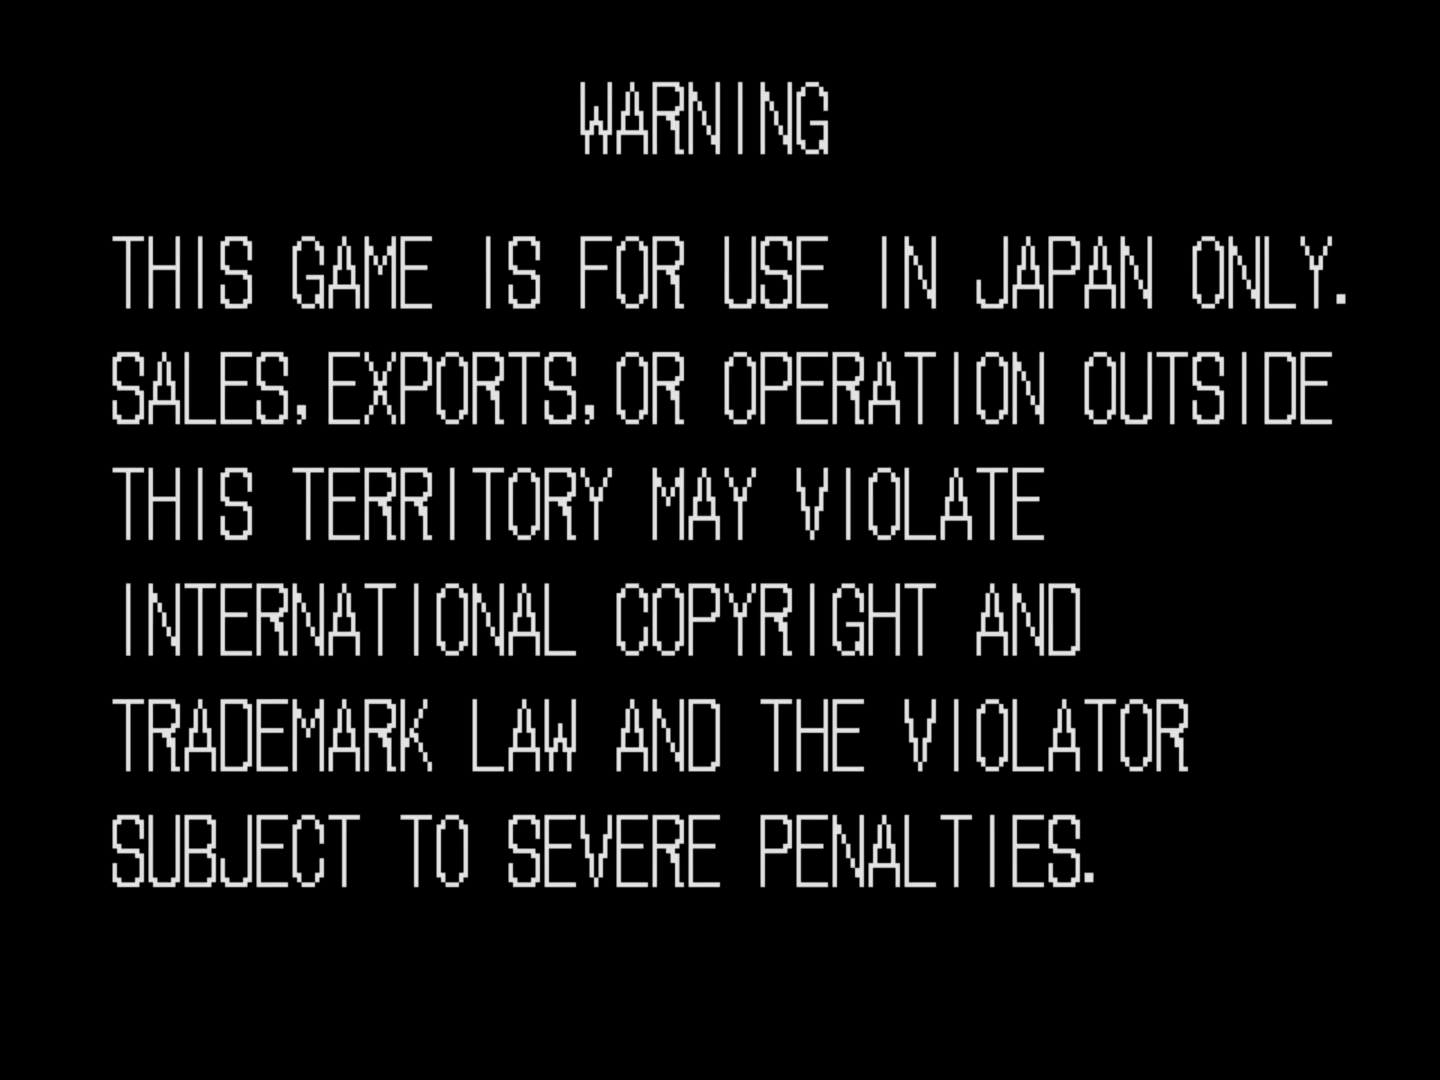 WARNING
THIS GAME IS FOR USE IN JAPAN ONLY.
SALES,EXPORTS,OR OPERATION OUTSIDE
THIS TERRITORY MAY VIOLATE
INTERNATIONAL COPYRIGHT AND
TRADEMARK LAW AND THE VIOLATOR
SUBJECT TO SEVERE PENALTIES.